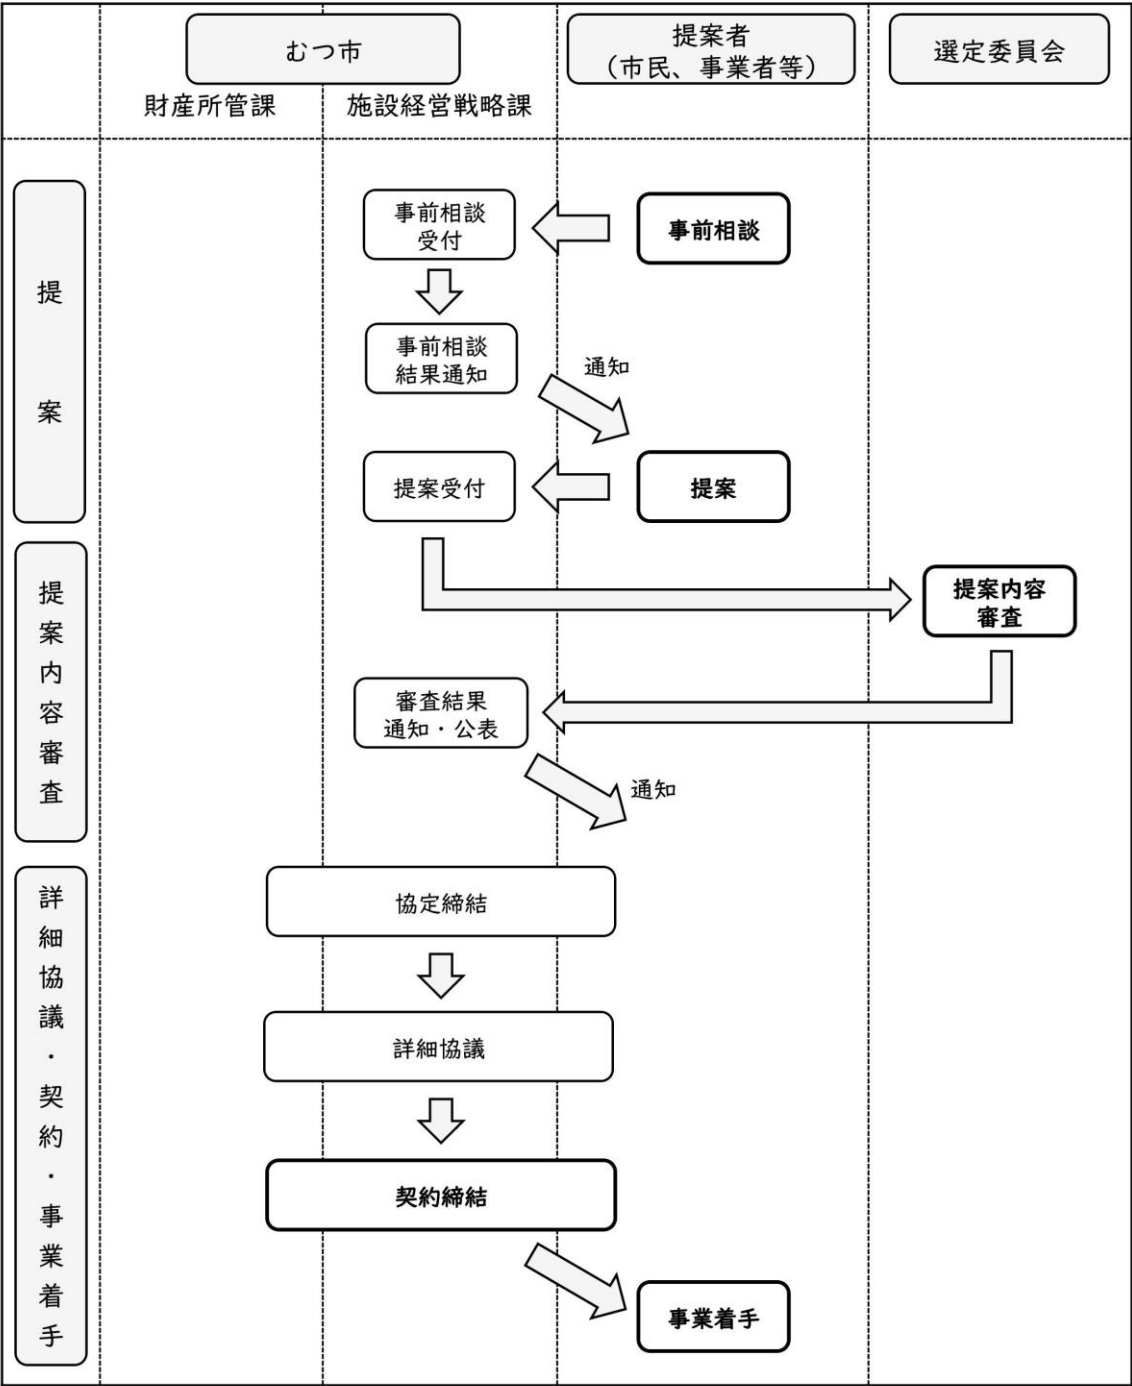 むつ市
提案者
（市民、事業者等）
選定委員会
財産所管課
施設経営戦略課
提案
事前相談
受付
事前相談
事前相談
結果通知
通知
提案受付
提案
提案内容審査
提案内容
審査
審査結果
通知・公表
通知
詳細協議・契約・事業着手
協定締結
詳細協議
契約締結
事業着手